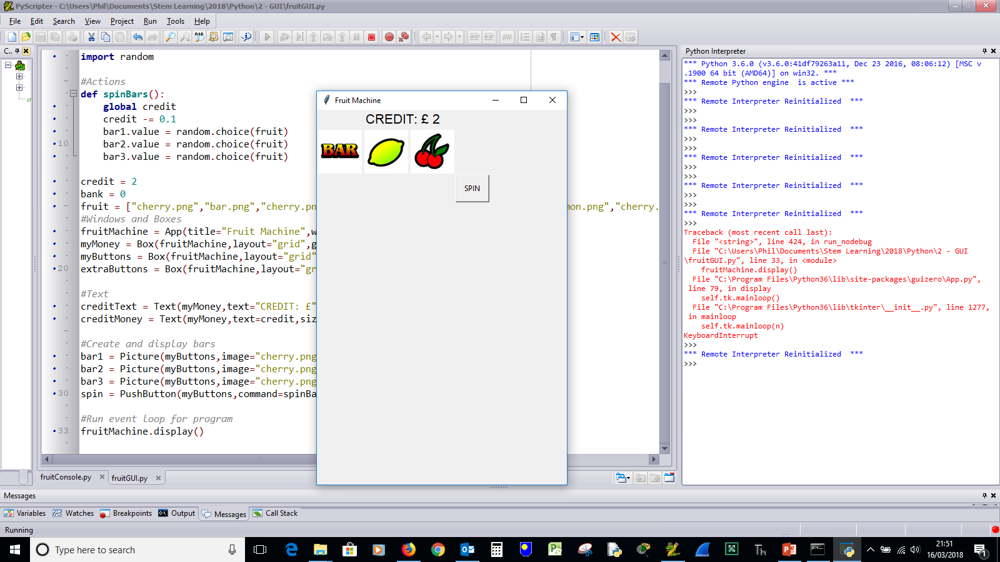 PyScripter - C:\Users\Phil\Documents\Stem Learning\2018\Python\2 - GUI\fruitGUI.py
File Edit Search View Project Run Tools Help
C..
import random
#Actions
def spinBars():
global credit
credit -= 0.1
bar1.value = random.choice(fruit)
10 bar2.value = random.choice(fruit)
bar3.value = random.choice(fruit)
credit = 2
bank = 0
fruit = ["cherry.png","bar.png","cherry.pn
mon.png","cherry.
#Windows and Boxes
fruitMachine = App(title="Fruit Machine",w
myMoney = Box(fruitMachine,layout="grid",g
myButtons = Box(fruitMachine,layout="grid"
20 extraButtons = Box(fruitMachine,layout="gr
#Text
creditText = Text(myMoney,text="CREDIT: £"
creditMoney = Text(myMoney,text=credit,siz
#Create and display bars
bar1 = Picture(myButtons,image="cherry.png
bar2 = Picture(myButtons,image="cherry.png
bar3 = Picture(myButtons,image="cherry.png
30 spin = PushButton(myButtons,command=spinBa
#Run event loop for program
33 fruitMachine.display()
Fruit Machine
CREDIT: £ 2
BAR
SPIN
Python Interpreter
*** Python 3.6.0 (v3.6.0:41df79263a11, Dec 23 2016, 08:06:12) [MSC v
.1900 64 bit (AMD64)] on win32. ***
*** Remote Python engine  is active ***
>>>
*** Remote Interpreter Reinitialized  ***
>>>
>>>
*** Remote Interpreter Reinitialized  ***
>>>
>>>
*** Remote Interpreter Reinitialized  ***
>>>
>>>
*** Remote Interpreter Reinitialized  ***
>>>
>>>
*** Remote Interpreter Reinitialized  ***
>>>
Traceback (most recent call last):
File "<string>", line 424, in run_nodebug
File "C:\Users\Phil\Documents\Stem Learning\2018\Python\2 - GUI
\fruitGUI.py", line 33, in <module>
fruitMachine.display()
File "C:\Program Files\Python36\lib\site-packages\guizero\App.py",
line 79, in display
self.tk.mainloop()
File "C:\Program Files\Python36\lib\tkinter\__init__.py", line 1277,
in mainloop
self.tk.mainloop(n)
KeyboardInterrupt
>>>
*** Remote Interpreter Reinitialized  ***
>>>
fruitConsole.py fruitGUI.py
Messages
Variables Watches Breakpoints Output Messages Call Stack
Running
Type here to search
21:51
16/03/2018
1